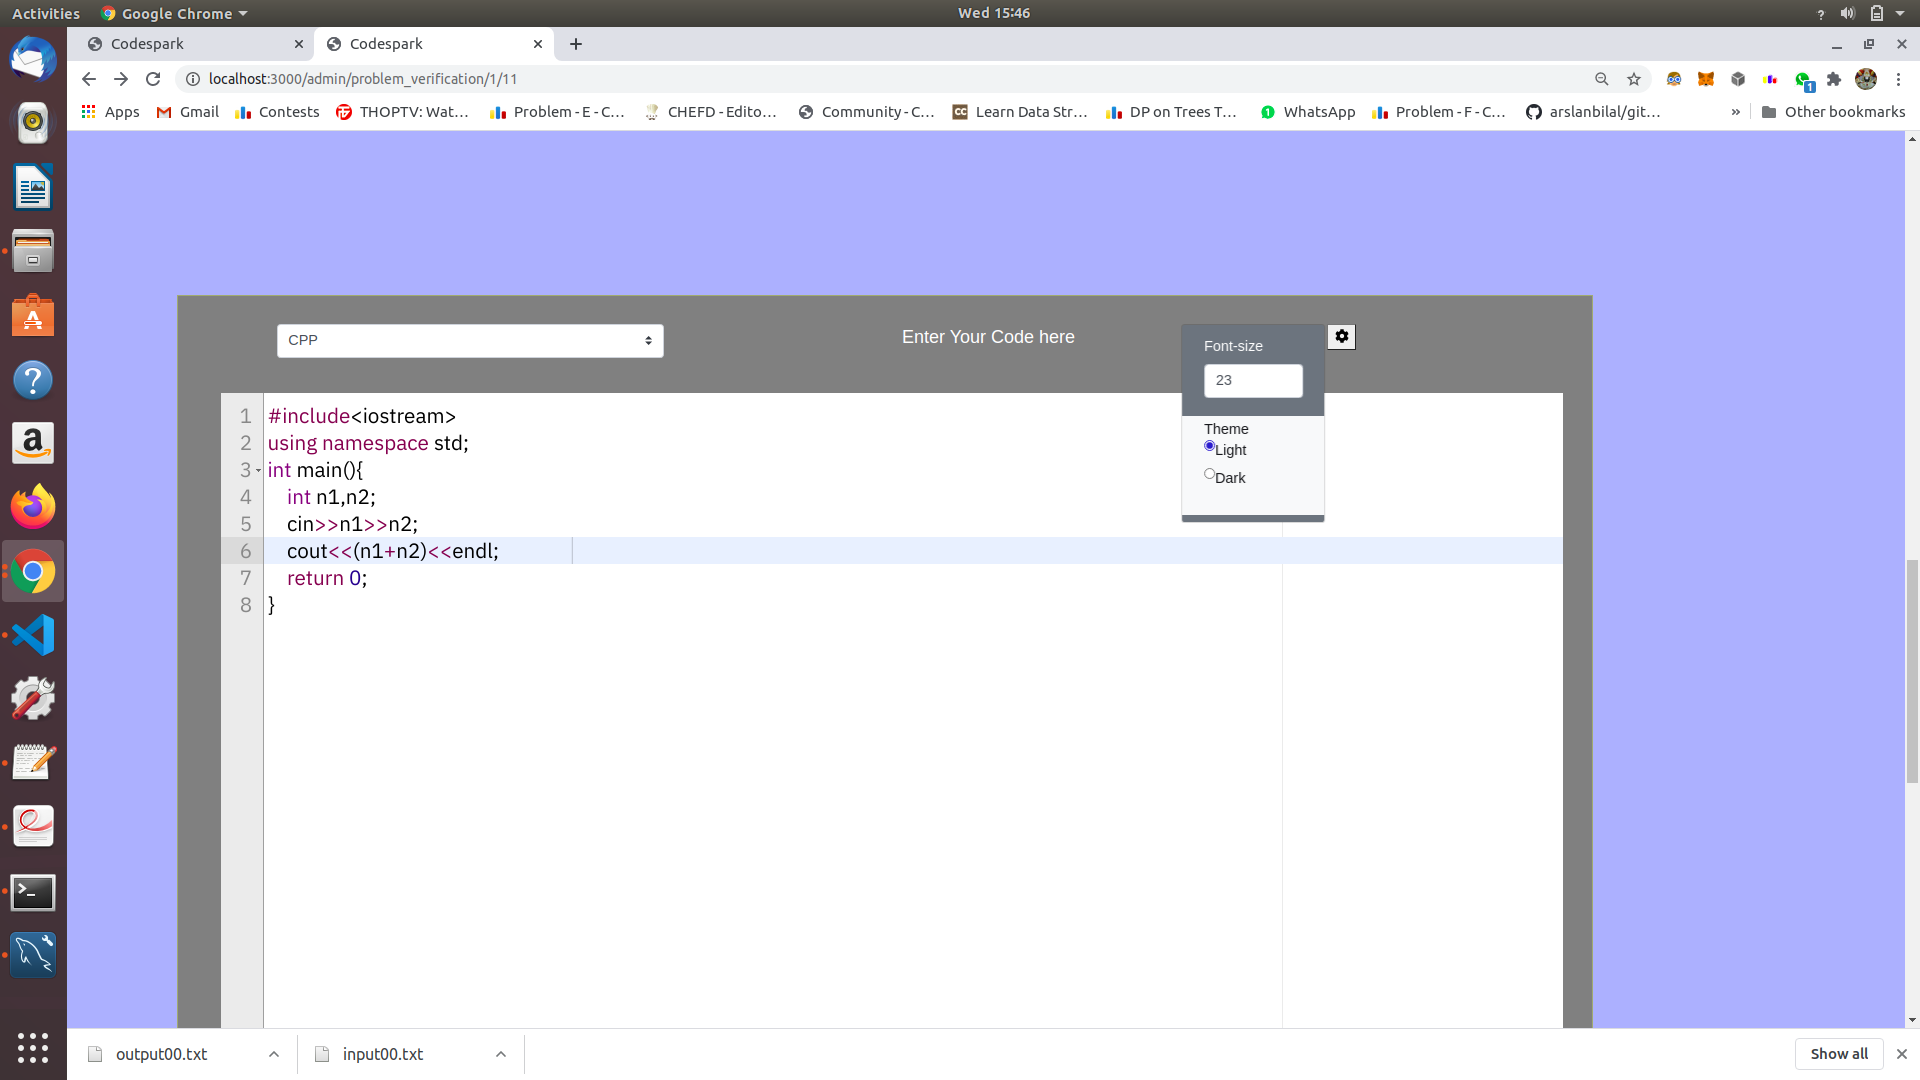 Activities
Google Chrome
Wed 15:46
?
Codespark
Codespark
localhost:3000/admin/problem_verification/1/11
1
Apps
Gmail
Contests
THOPTV: Wat...
Problem - E - C...
CHEFD - Edito...
Community - C...
CC
Learn Data Str...
DP on Trees T...
1
WhatsApp
Problem - F - C...
arslanbilal/git...
»
Other bookmarks
CPP
Enter Your Code here
Font-size
23
Theme
Light
Dark
1 #include<iostream>
2 using namespace std;
3 int main(){
4 int n1,n2;
5 cin>>n1>>n2;
6 cout<<(n1+n2)<<endl;
7 return 0;
8 }
output00.txt
input00.txt
Show all